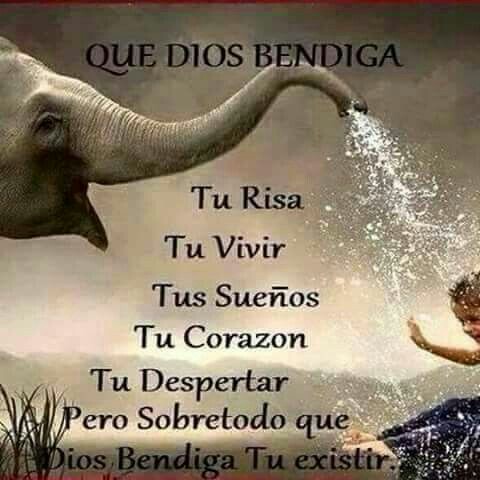 QUE DIOS BENDIGA
Tu Risa
Tu Vivir
Tus Sueños
Tu Corazon
Tu Despertar
Pero Sobretodo que
Dios Bendiga Tu existir.